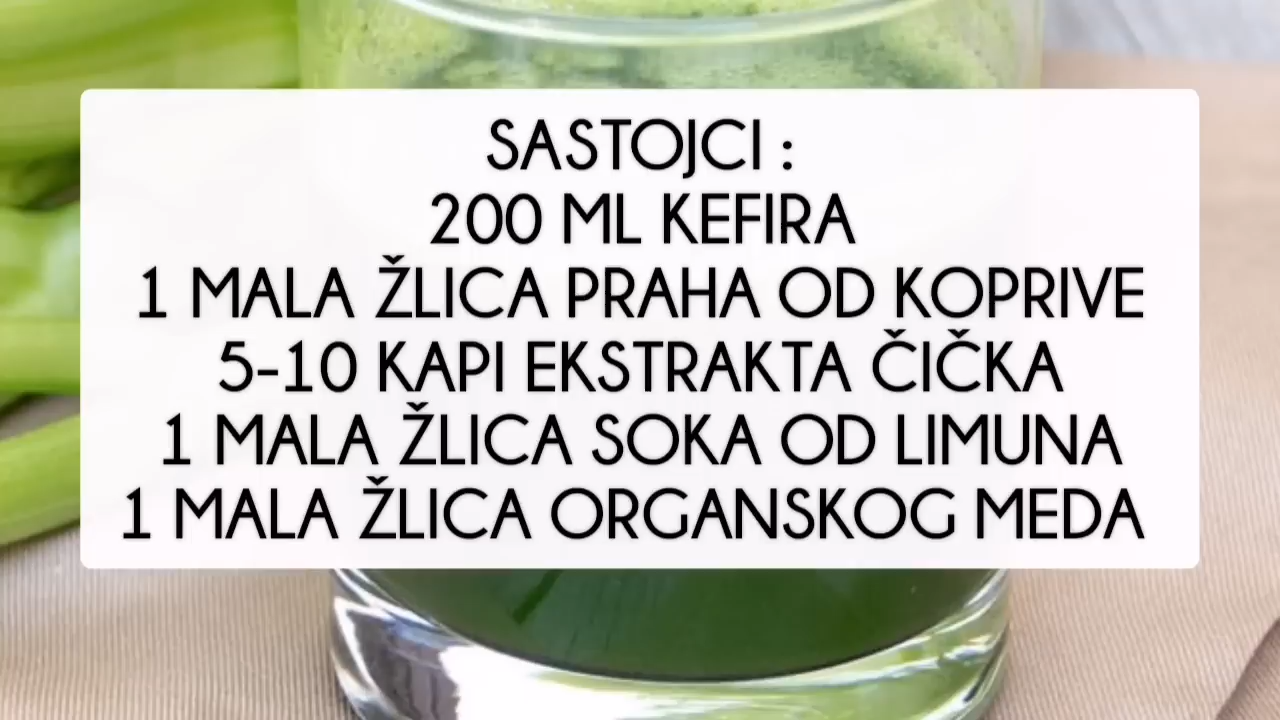 SASTOJCI :
200 ML KEFIRA
1 MALA ŽLICA PRAHA OD KOPRIVE
5-10 KAPI EKSTRAKTA ČIČKA
1 MALA ŽLICA SOKA OD LIMUNA
1 MALA ŽLICA ORGANSKOG MEDA